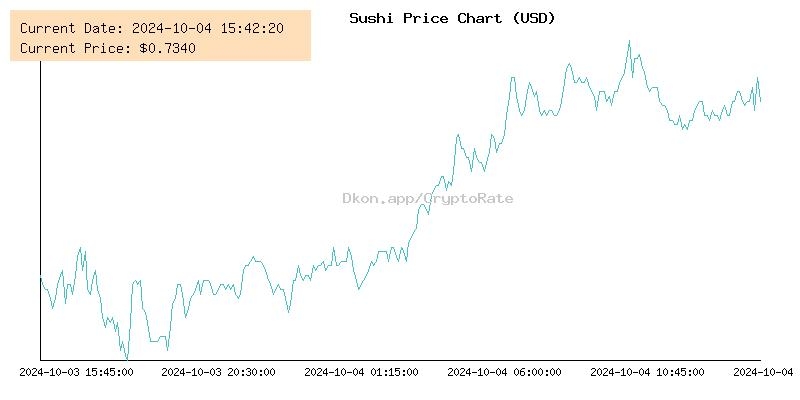 Sushi Price Chart (USD)
Current Date: 2024-10-04 15:42:20
Current Price: $0.7340
Dkon.app/CryptoRate
2024-10-03 15:45:00 2024-10-03 20:30:00 2024-10-04 01:15:00 2024-10-04 06:00:00 2024-10-04 10:45:00 2024-10-04